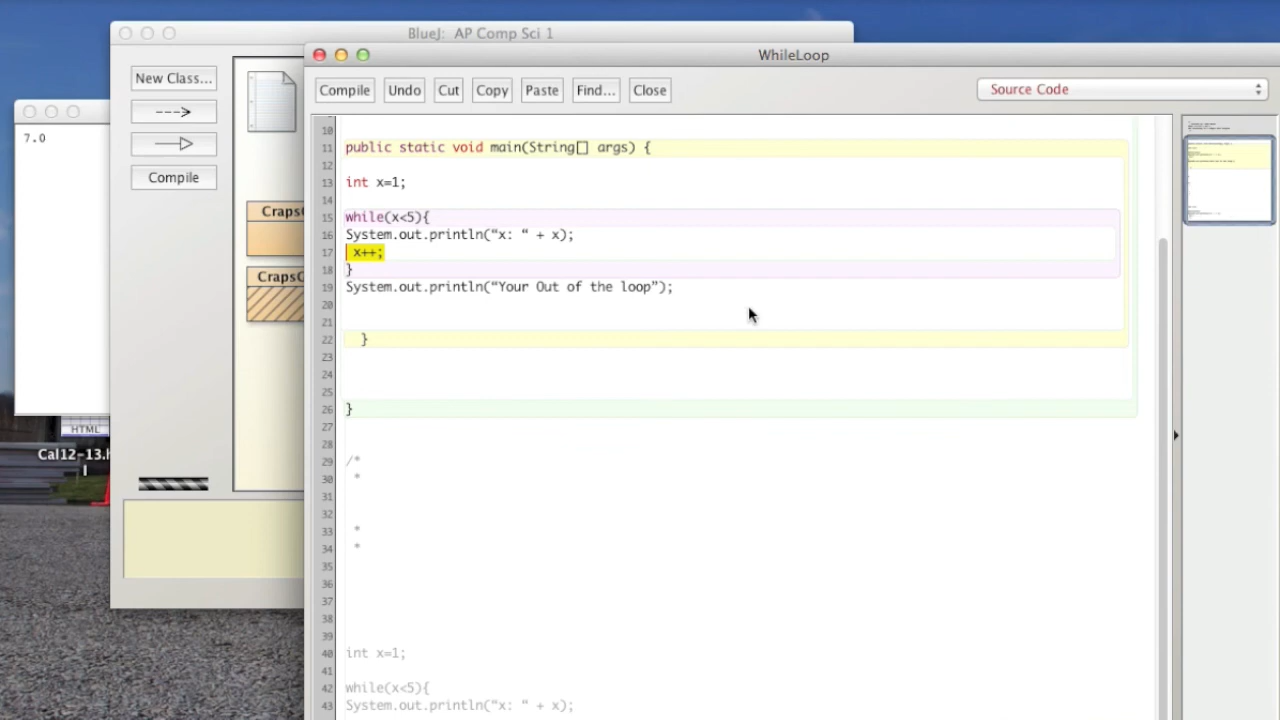 BlueJ: AP Comp Sci 1
WhileLoop
New Class...
Compile
Undo
Cut
Copy
Paste
Find...
Close
Source Code
7.0
Compile
Craps
Craps
HTML
Cal12-13.h
l
10
11 public static void main(String[] args) {
12
13 int x=1;
14
15 while(x<5){
16 System.out.println(“x: “ + x);
17 x++;
18 }
19 System.out.println(“Your Out of the loop”);
20
21
22 }
23
24
25
26 }
27
28
29 /*
30 *
31
32
33 *
34 *
35
36
37
38
39
40 int x=1;
41
42 while(x<5){
43 System.out.println(“x: “ + x);